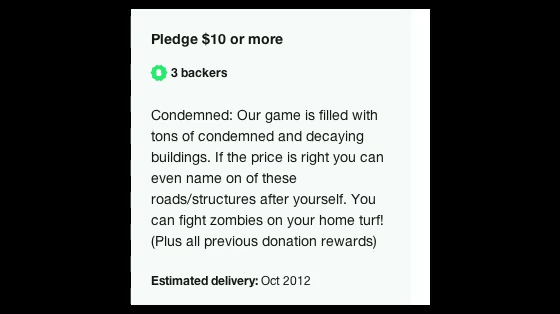 Pledge $10 or more
3 backers
Condemned: Our game is filled with
tons of condemned and decaying
buildings. If the price is right you can
even name on of these
roads/structures after yourself. You
can fight zombies on your home turf!
(Plus all previous donation rewards)
Estimated delivery: Oct 2012